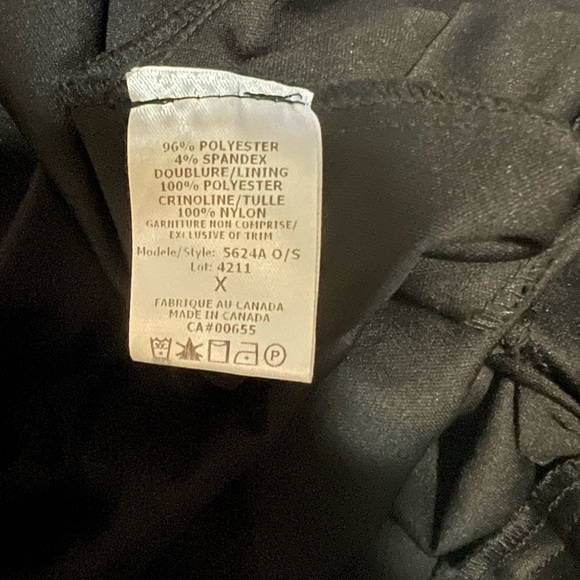 96% POLYESTER
4% SPANDEX
DOUBLURE/LINING
100% POLYESTER
CRINOLINE/TULLE
100% NYLON
GARNITURE NON COMPRISE/
EXCLUSIVE OF TRIM
Modele/Style: 5624A O/S
Lot: 4211
X
FABRIQUE AU CANADA
MADE IN CANADA
CA#00655
P